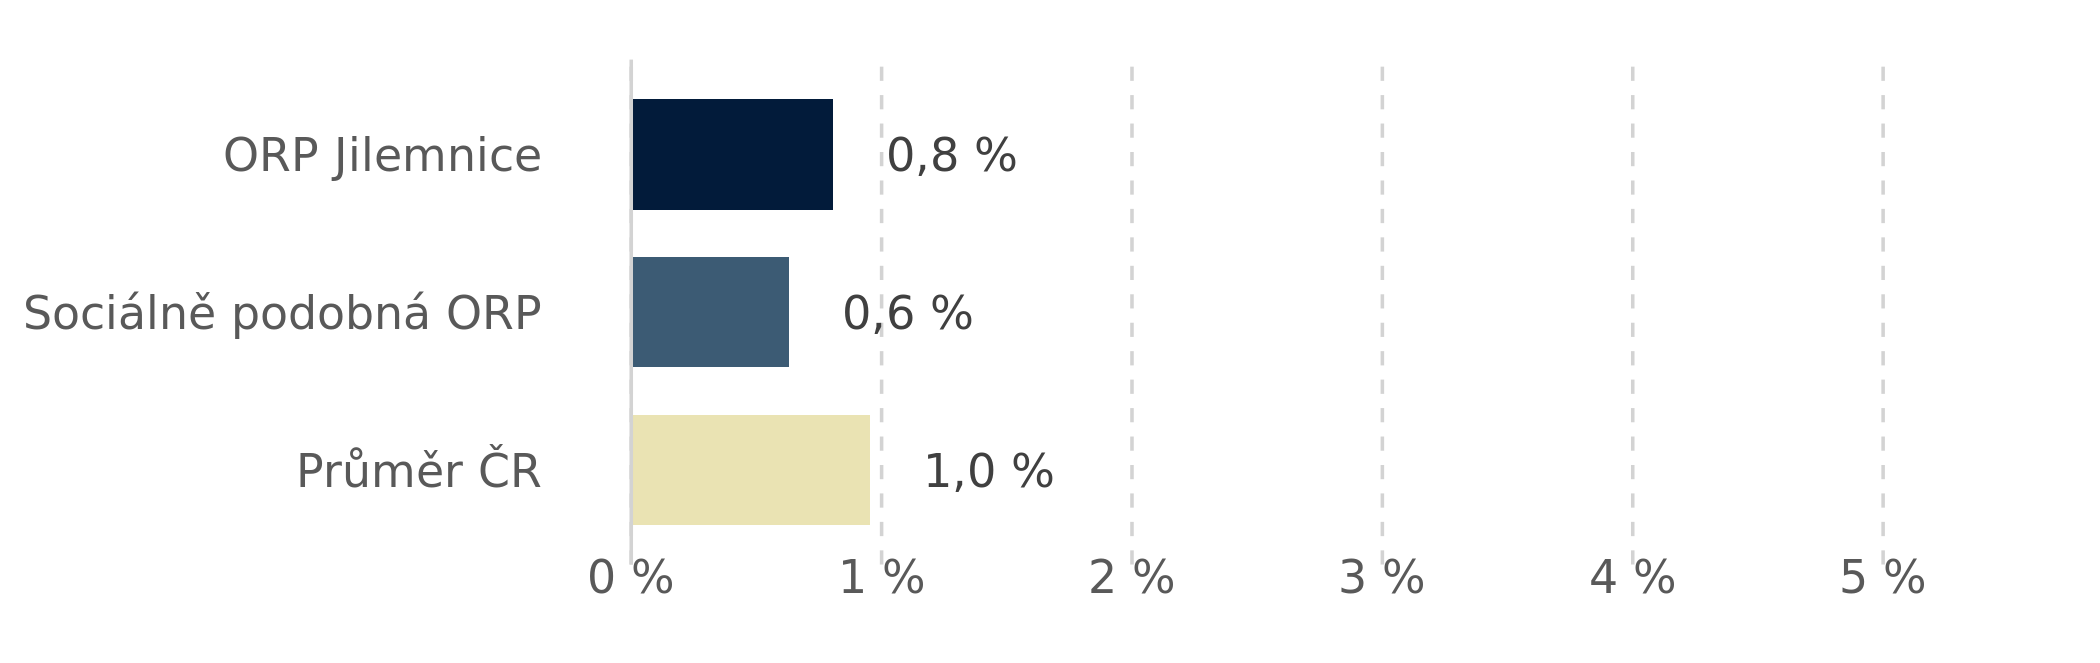 ORP Jilemnice 0,8 %
Sociálně podobná ORP 0,6 %
Průměr ČR 1,0 %
0 % 1 % 2 % 3 % 4 % 5 %